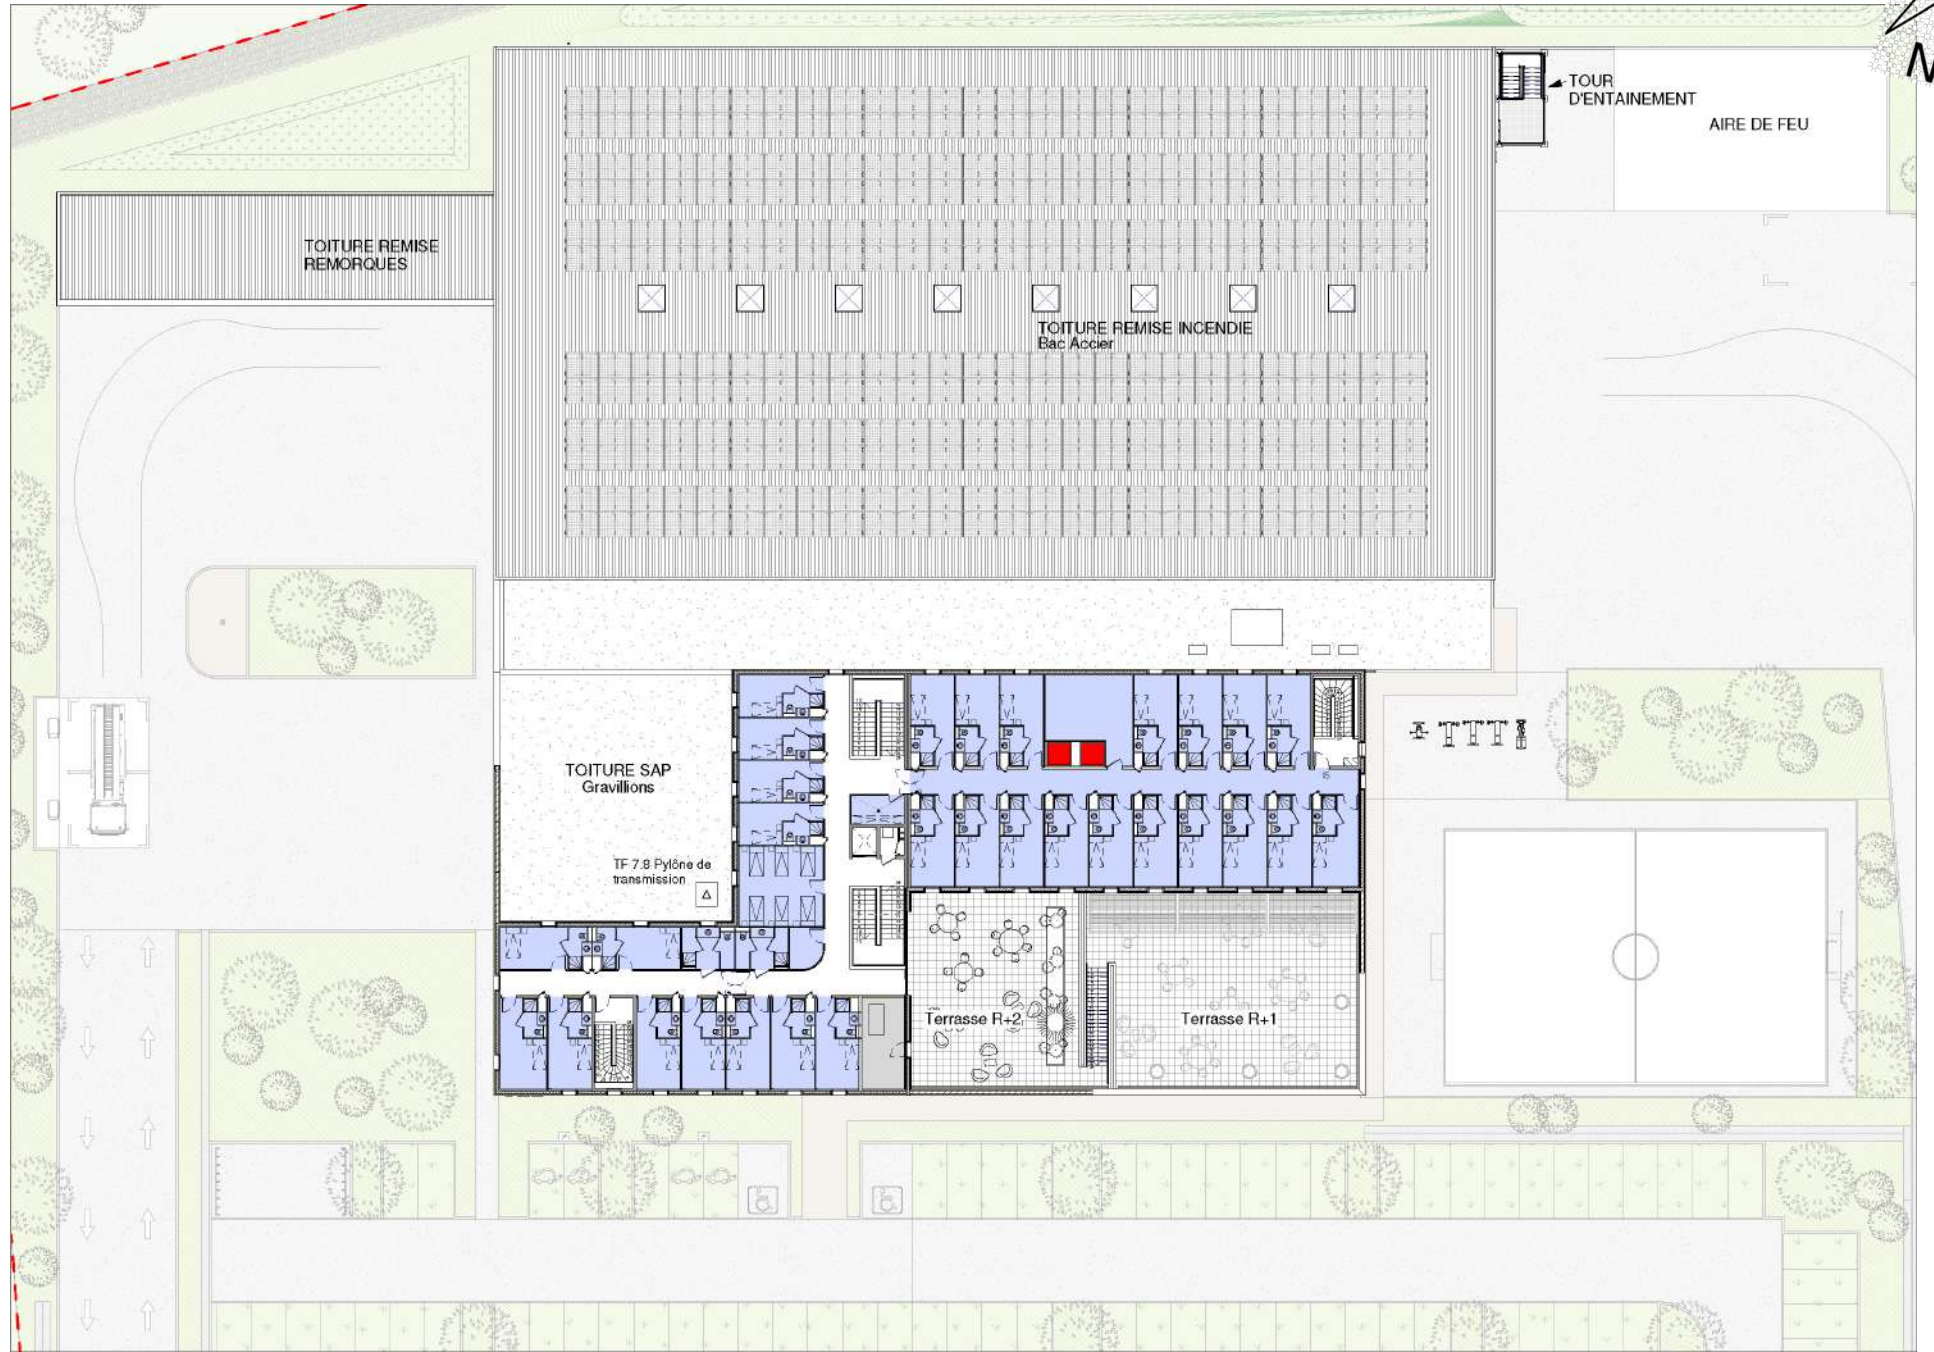 N
TOUR
D'ENTAINEMENT
AIRE DE FEU
TOITURE REMISE
REMORQUES
TOITURE REMISE INCENDIE
Bac Accier
TOITURE SAP
Gravillions
TF 7.8 Pylône de
transmission
Terrasse R+2
Terrasse R+1